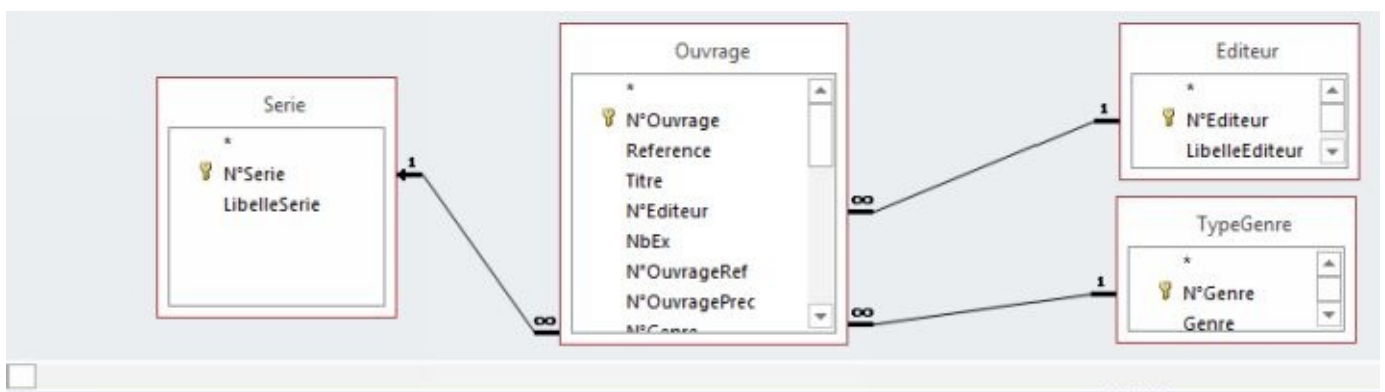 Serie
*
N°Serie
LibelleSerie
1
∞
Ouvrage
*
N°Ouvrage
Reference
Titre
N°Editeur
NbEx
N°OuvrageRef
N°OuvragePrec
N°Genre
∞
∞
1
1
Editeur
*
N°Editeur
LibelleEditeur
TypeGenre
*
N°Genre
Genre